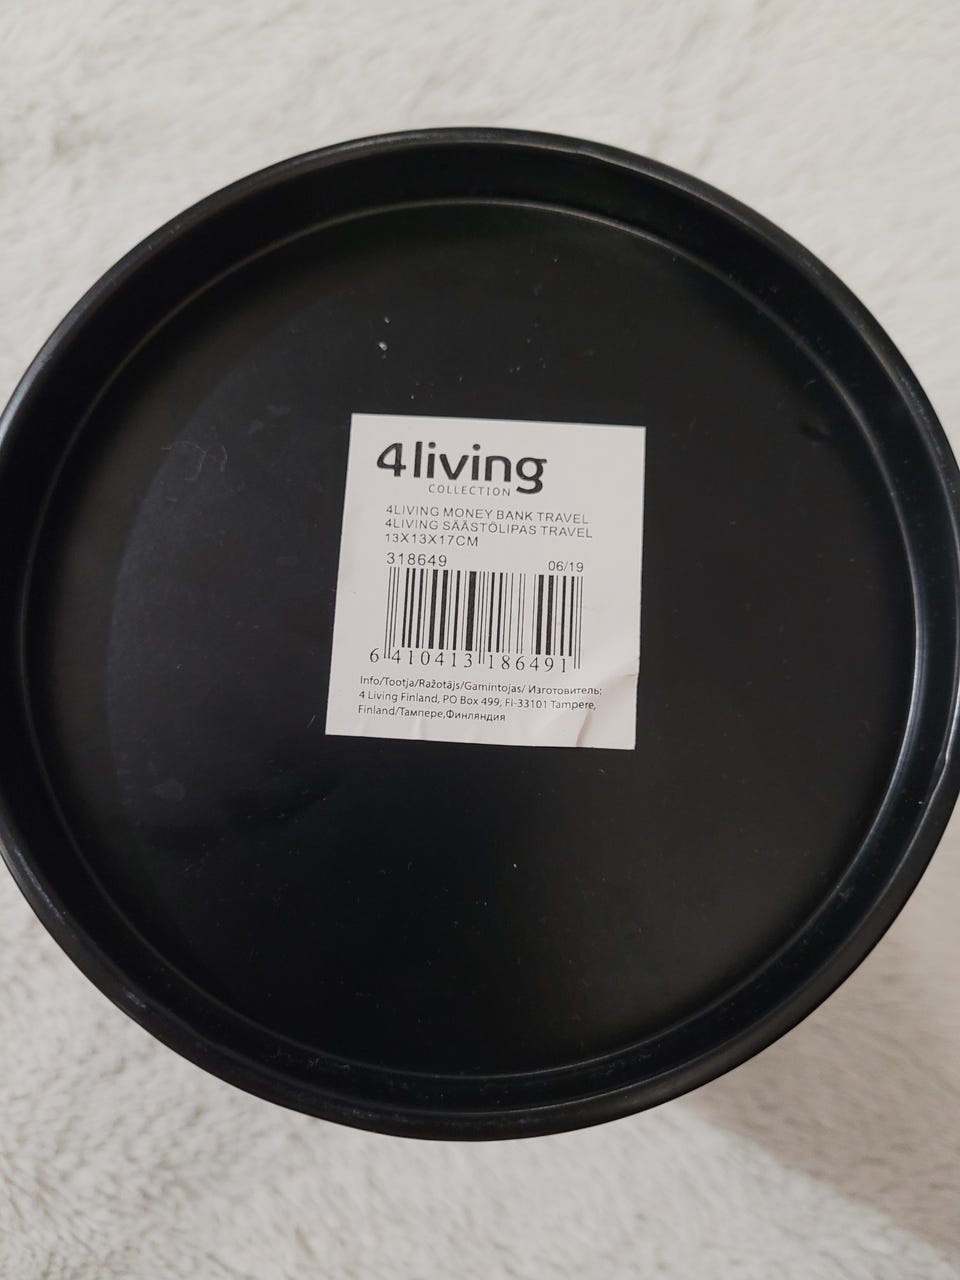 4living
COLLECTION
4LIVING MONEY BANK TRAVEL
4LIVING SÄÄSTÖLIPAS TRAVEL
13X13X17CM
318649 06/19
6 410413 186491
Info/Tootja/Ražotājs/Gamintojas/ Изготовитель:
4 Living Finland, PO Box 499, FI-33101 Tampere,
Finland/Тампере,Финляндия